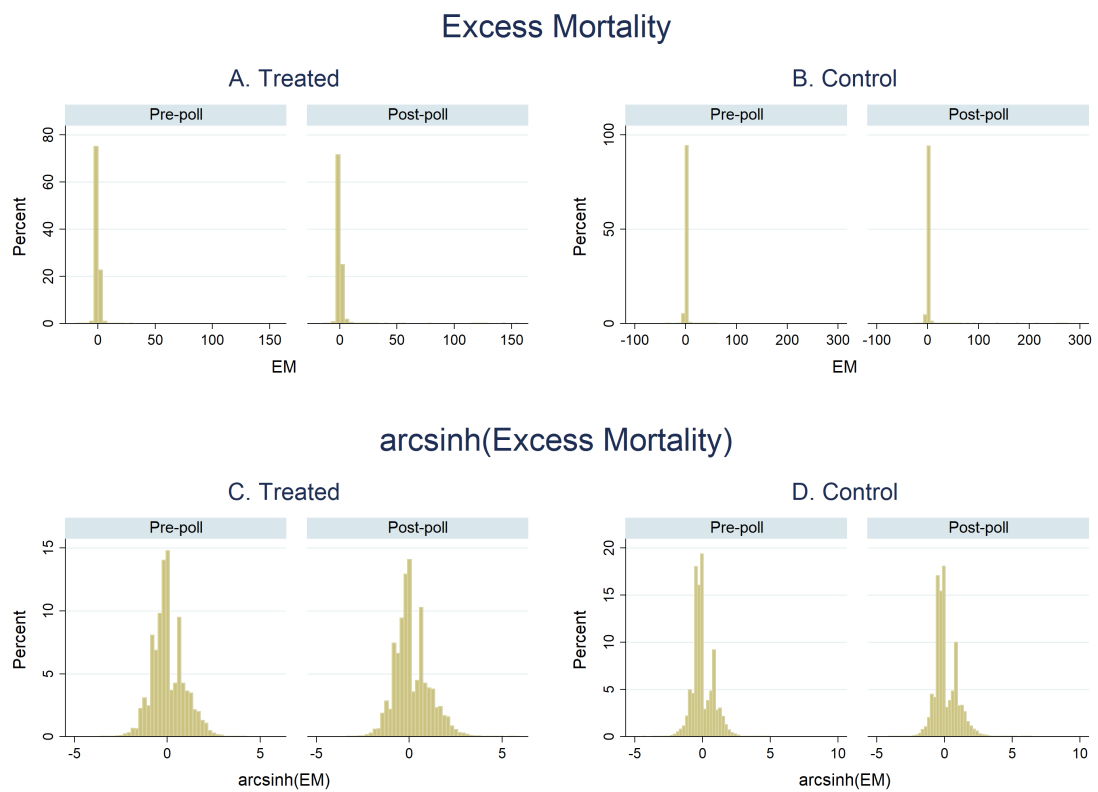 Excess Mortality
A. Treated
B. Control
Pre-poll
Post-poll
Pre-poll
Post-poll
Percent
80
60
40
20
0
0
50
100
150
0
50
100
150
EM
Percent
100
50
0
-100
0
100
200
300
-100
0
100
200
300
EM
arcsinh(Excess Mortality)
C. Treated
D. Control
Pre-poll
Post-poll
Pre-poll
Post-poll
Percent
15
10
5
0
-5
0
5
-5
0
5
arcsinh(EM)
Percent
20
15
10
5
0
-5
0
5
10
-5
0
5
10
arcsinh(EM)